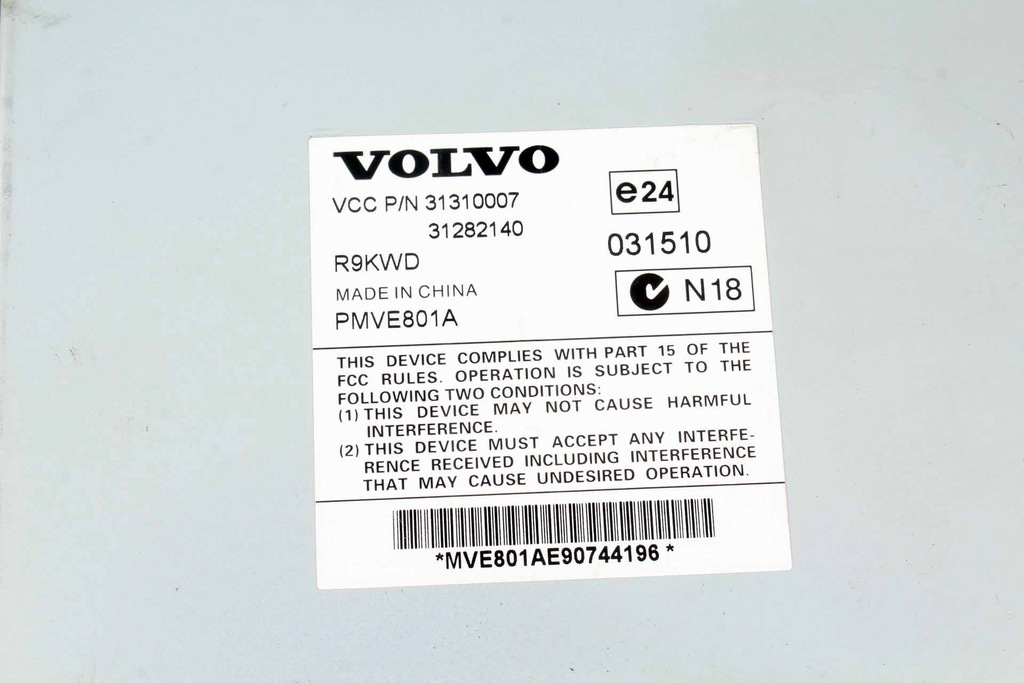 VOLVO
VCC P/N 31310007
31282140
R9KWD
MADE IN CHINA
PMVE801A
e24
031510
N18
THIS DEVICE COMPLIES WITH PART 15 OF THE
FCC RULES. OPERATION IS SUBJECT TO THE
FOLLOWING TWO CONDITIONS:
(1) THIS DEVICE MAY NOT CAUSE HARMFUL
INTERFERENCE.
(2) THIS DEVICE MUST ACCEPT ANY INTERFE-
RENCE RECEIVED INCLUDING INTERFERENCE
THAT MAY CAUSE UNDESIRED OPERATION.
*MVE801AE90744196*